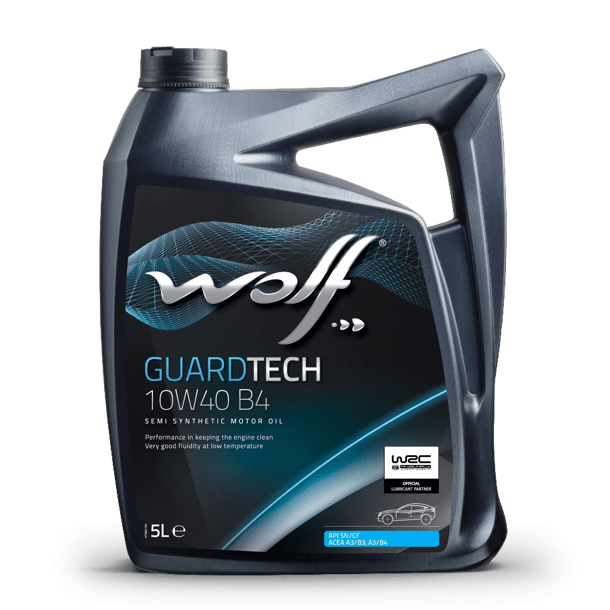 wolf®
GUARDTECH
10W40 B4
SEMI SYNTHETIC MOTOR OIL
Performance in keeping the engine clean
Very good fluidity at low temperature
WRC
OFFICIAL
LUBRICANT PARTNER
5L ℮
API SN/CF
ACEA A3/B3, A3/B4